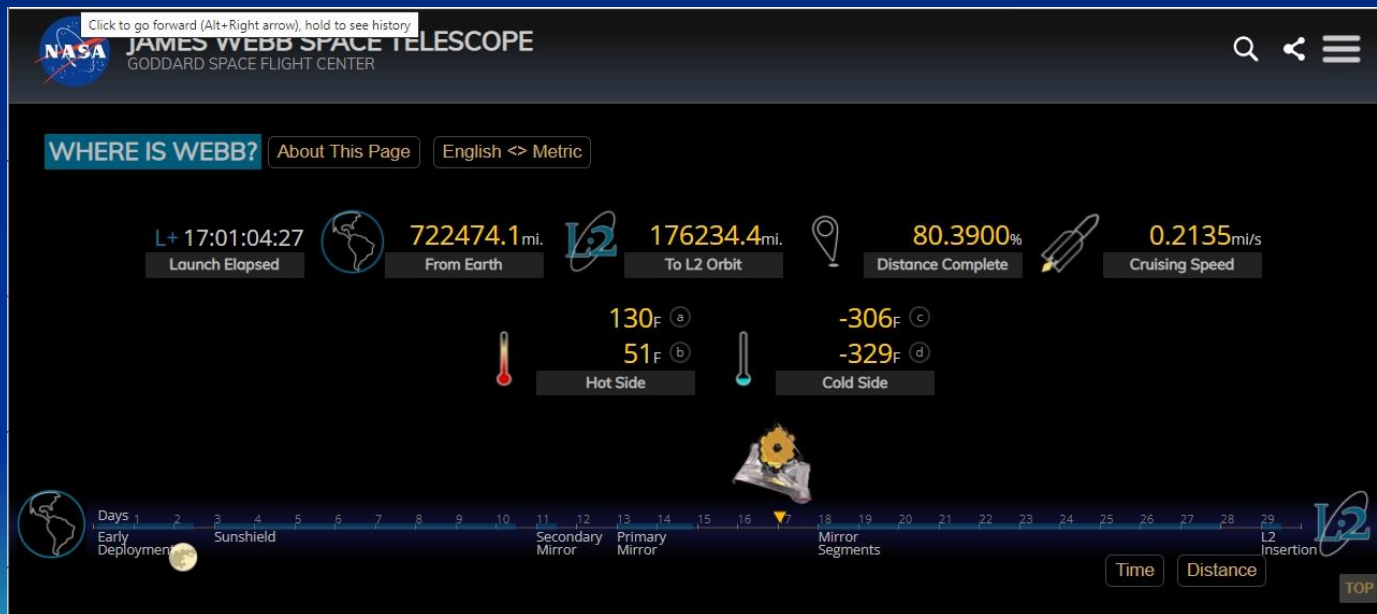 Click to go forward (Alt+Right arrow), hold to see history
NASA
JAMES WEBB SPACE TELESCOPE
GODDARD SPACE FLIGHT CENTER
WHERE IS WEBB? About This Page English <> Metric
L+ 17:01:04:27 722474.1mi. L2 176234.4mi. 80.3900% 0.2135mi/s
Launch Elapsed From Earth To L2 Orbit Distance Complete Cruising Speed
130F a -306F c
51F b -329F d
Hot Side Cold Side
Days 1 2 3 4 5 6 7 8 9 10 11 12 13 14 15 16 17 18 19 20 21 22 23 24 25 26 27 28 29 L2
Early Sunshield Secondary Primary Mirror L2
Deployment Mirror Mirror Segments Insertion
Time Distance
TOP